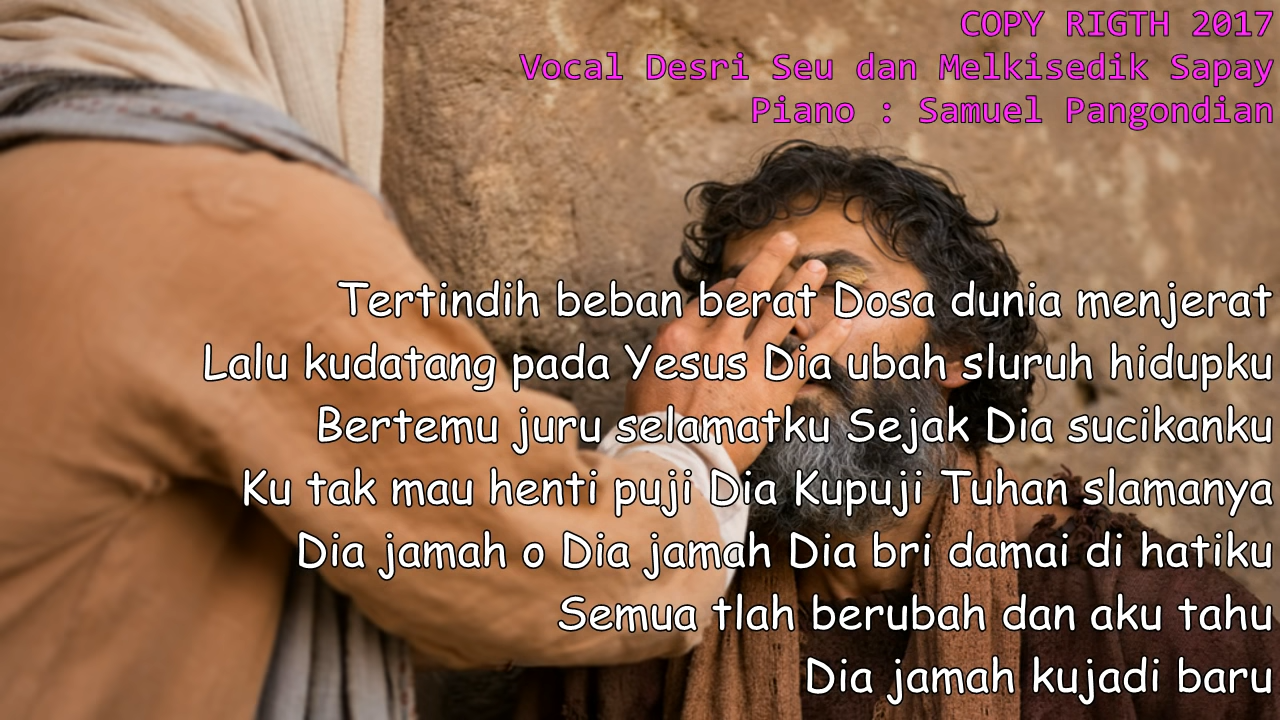 COPY RIGTH 2017
Vocal Desri Seu dan Melkisedik Sapay
Piano : Samuel Pangondian
Tertindih beban berat Dosa dunia menjerat
Lalu kudatang pada Yesus Dia ubah sluruh hidupku
Bertemu juru selamatku Sejak Dia sucikanku
Ku tak mau henti puji Dia Kupuji Tuhan slamanya
Dia jamah o Dia jamah Dia bri damai di hatiku
Semua tlah berubah dan aku tahu
Dia jamah kujadi baru